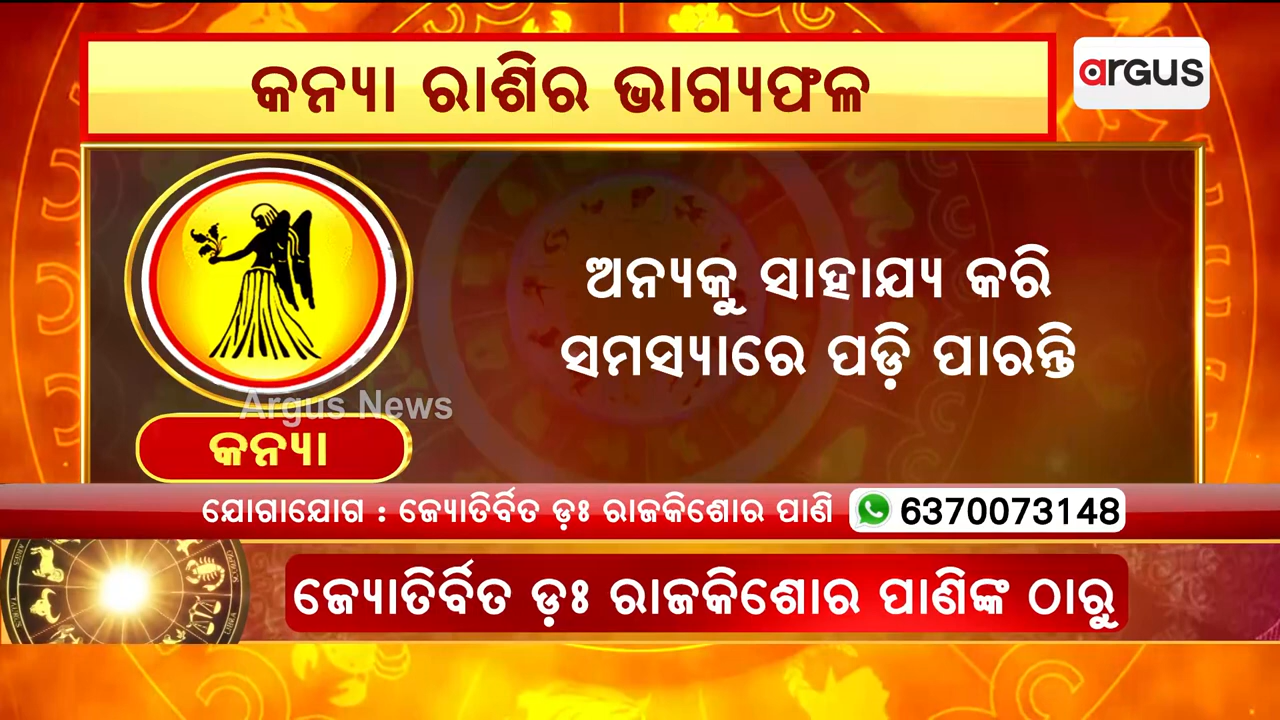 କନ୍ୟା ରାଶିର ଭାଗ୍ୟଫଳ
argus
ଅନ୍ୟକୁ ସାହାଯ୍ୟ କରି
ସମସ୍ୟାରେ ପଡ଼ି ପାରନ୍ତି
Argus News
କନ୍ୟା
ଯୋଗାଯୋଗ : ଜ୍ୟୋତିର୍ବିତ ଡ଼ଃ ରାଜକିଶୋର ପାଣି 6370073148
ଜ୍ୟୋତିର୍ବିତ ଡ଼ଃ ରାଜକିଶୋର ପାଣିଙ୍କ ଠାରୁ